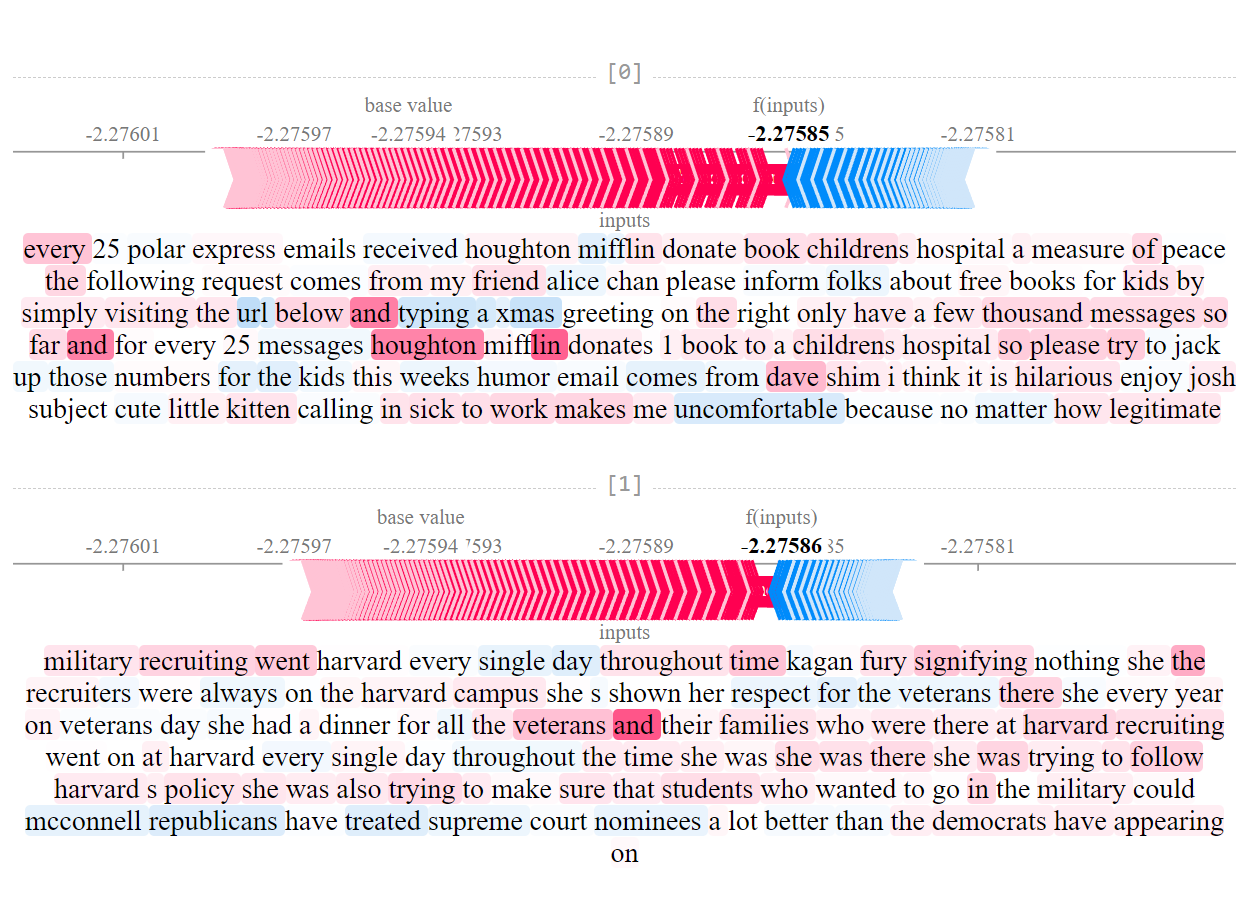 [0]
base value f(inputs)
-2.27601 -2.27597 -2.27594 2.27593 -2.27589 -2.27585 5 -2.27581
inputs
every 25 polar express emails received houghton mifflin donate book childrens hospital a measure of peace
the following request comes from my friend alice chan please inform folks about free books for kids by
simply visiting the url below and typing a xmas greeting on the right only have a few thousand messages so
far and for every 25 messages houghton mifflin donates 1 book to a childrens hospital so please try to jack
up those numbers for the kids this weeks humor email comes from dave shim i think it is hilarious enjoy josh
subject cute little kitten calling in sick to work makes me uncomfortable because no matter how legitimate
[1]
base value f(inputs)
-2.27601 -2.27597 -2.27594 7593 -2.27589 -2.27586 35 -2.27581
inputs
military recruiting went harvard every single day throughout time kagan fury signifying nothing she the
recruiters were always on the harvard campus she s shown her respect for the veterans there she every year
on veterans day she had a dinner for all the veterans and their families who were there at harvard recruiting
went on at harvard every single day throughout the time she was she was there she was trying to follow
harvard s policy she was also trying to make sure that students who wanted to go in the military could
mcconnell republicans have treated supreme court nominees a lot better than the democrats have appearing
on